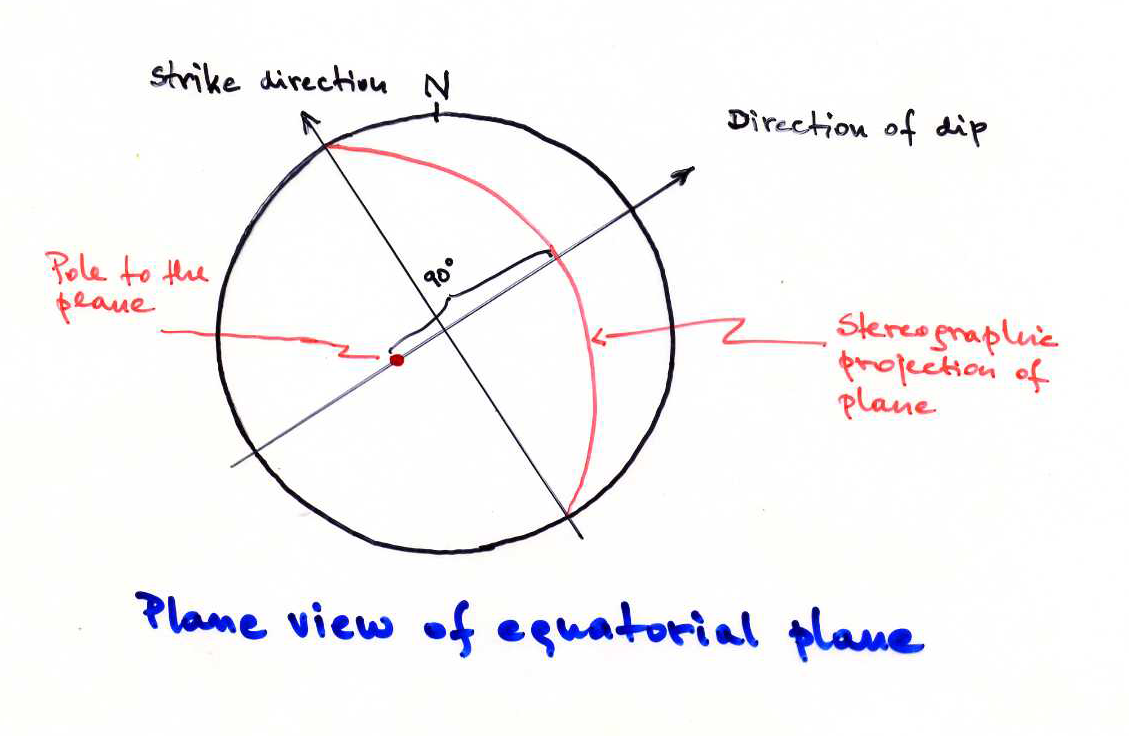 Strike direction N
Direction of dip
90°
Pole to the
plane
Stereographic
projection of
plane
Plane view of equatorial plane